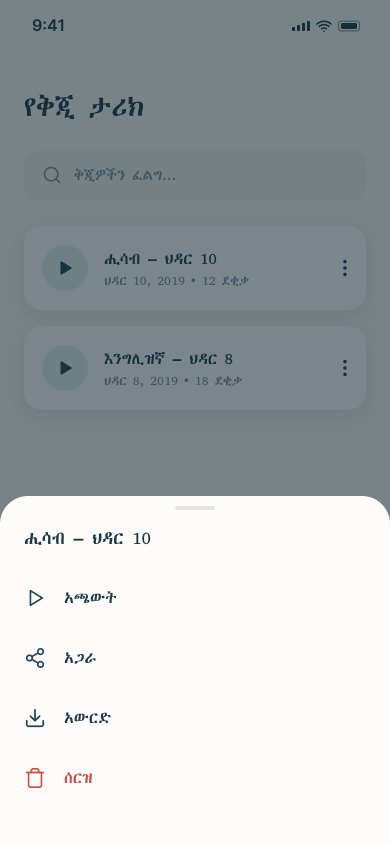 9:41
የቅጂ ታሪክ
ቅጂዎችን ፈልግ...
ሒሳብ – ህዳር 10
ህዳር 10, 2019 • 12 ደቂቃ
እንግሊዝኛ – ህዳር 8
ህዳር 8, 2019 • 18 ደቂቃ
ሒሳብ – ህዳር 10
አጫውት
አጋራ
አውርድ
ሰርዝ